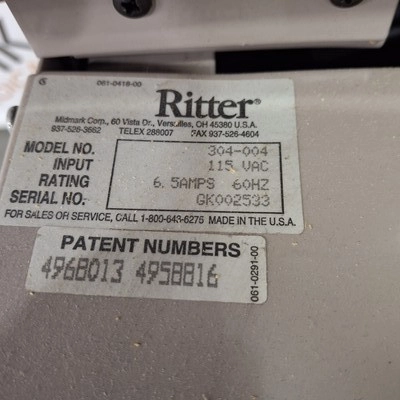 061-0419-00
Ritter®
Midmark Corp., 60 Vista Dr., Versailles, OH 45380 U.S.A.
937-526-3662 TELEX 288007 FAX 937-526-4604
MODEL NO. 304-004
INPUT 115 VAC
RATING 6.5AMPS 60HZ
SERIAL NO. GK002533
FOR SALES OR SERVICE, CALL 1-800-643-6275 MADE IN THE U.S.A.
PATENT NUMBERS
4968013 4958816
061-0291-00